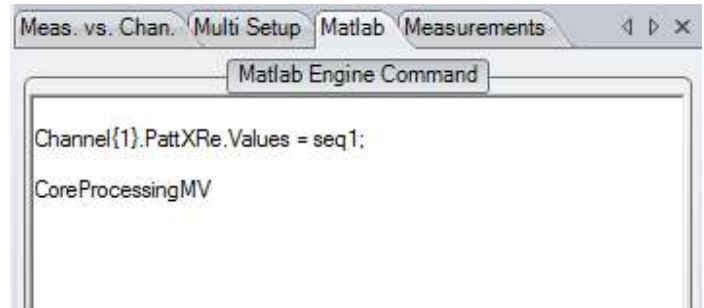 Meas. vs. Chan. Multi Setup Matlab Measurements
Matlab Engine Command
Channel{1}.PattXRe.Values = seq1;
CoreProcessingMV